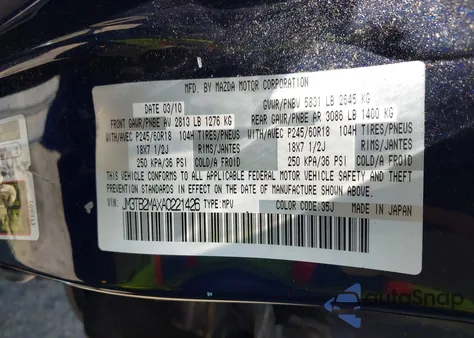 MFD. BY MAZDA MOTOR CORPORATION
DATE 03/10 GVWR/PNBV 5831 LB 2645 KG
FRONT GAWR/PNBE AV 2813 LB 1276 KG REAR GAWR/PNBE AR 3086 LB 1400 KG
WITH/AVEC P245/60R18 104H TIRES/PNEUS WITH/AVEC P245/60R18 104H TIRES/PNEUS
18X7 1/2J RIMS/JANTES 18X7 1/2J RIMS/JANTES
250 KPA/36 PSI COLD/A FROID 250 KPA/36 PSI COLD/A FROID
THIS VEHICLE CONFORMS TO ALL APPLICABLE FEDERAL MOTOR VEHICLE SAFETY AND THEFT
PREVENTION STANDARDS IN EFFECT ON THE DATE OF MANUFACTURE SHOWN ABOVE.
VIN: JM3TB2MAXA0221426 TYPE:MPV COLOR CODE:35J MADE IN JAPAN
autoSnap